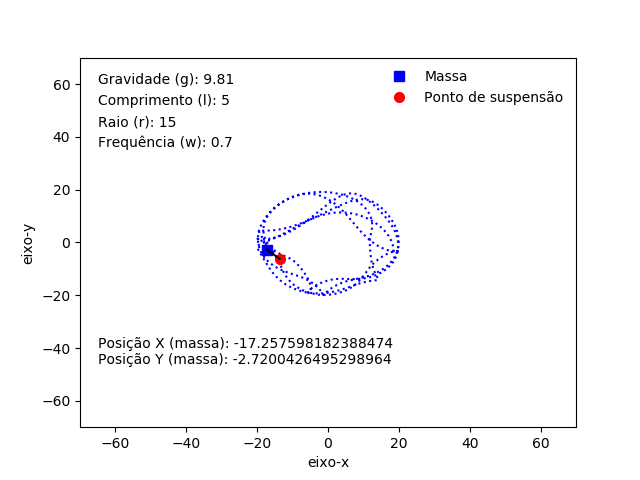 Gravidade (g): 9.81
Comprimento (l): 5
Raio (r): 15
Frequência (w): 0.7
Massa
Ponto de suspensão
60
40
20
0
−20
−40
−60
eixo-y
Posição X (massa): -17.257598182388474
Posição Y (massa): -2.7200426495298964
−60
−40
−20
0
20
40
60
eixo-x